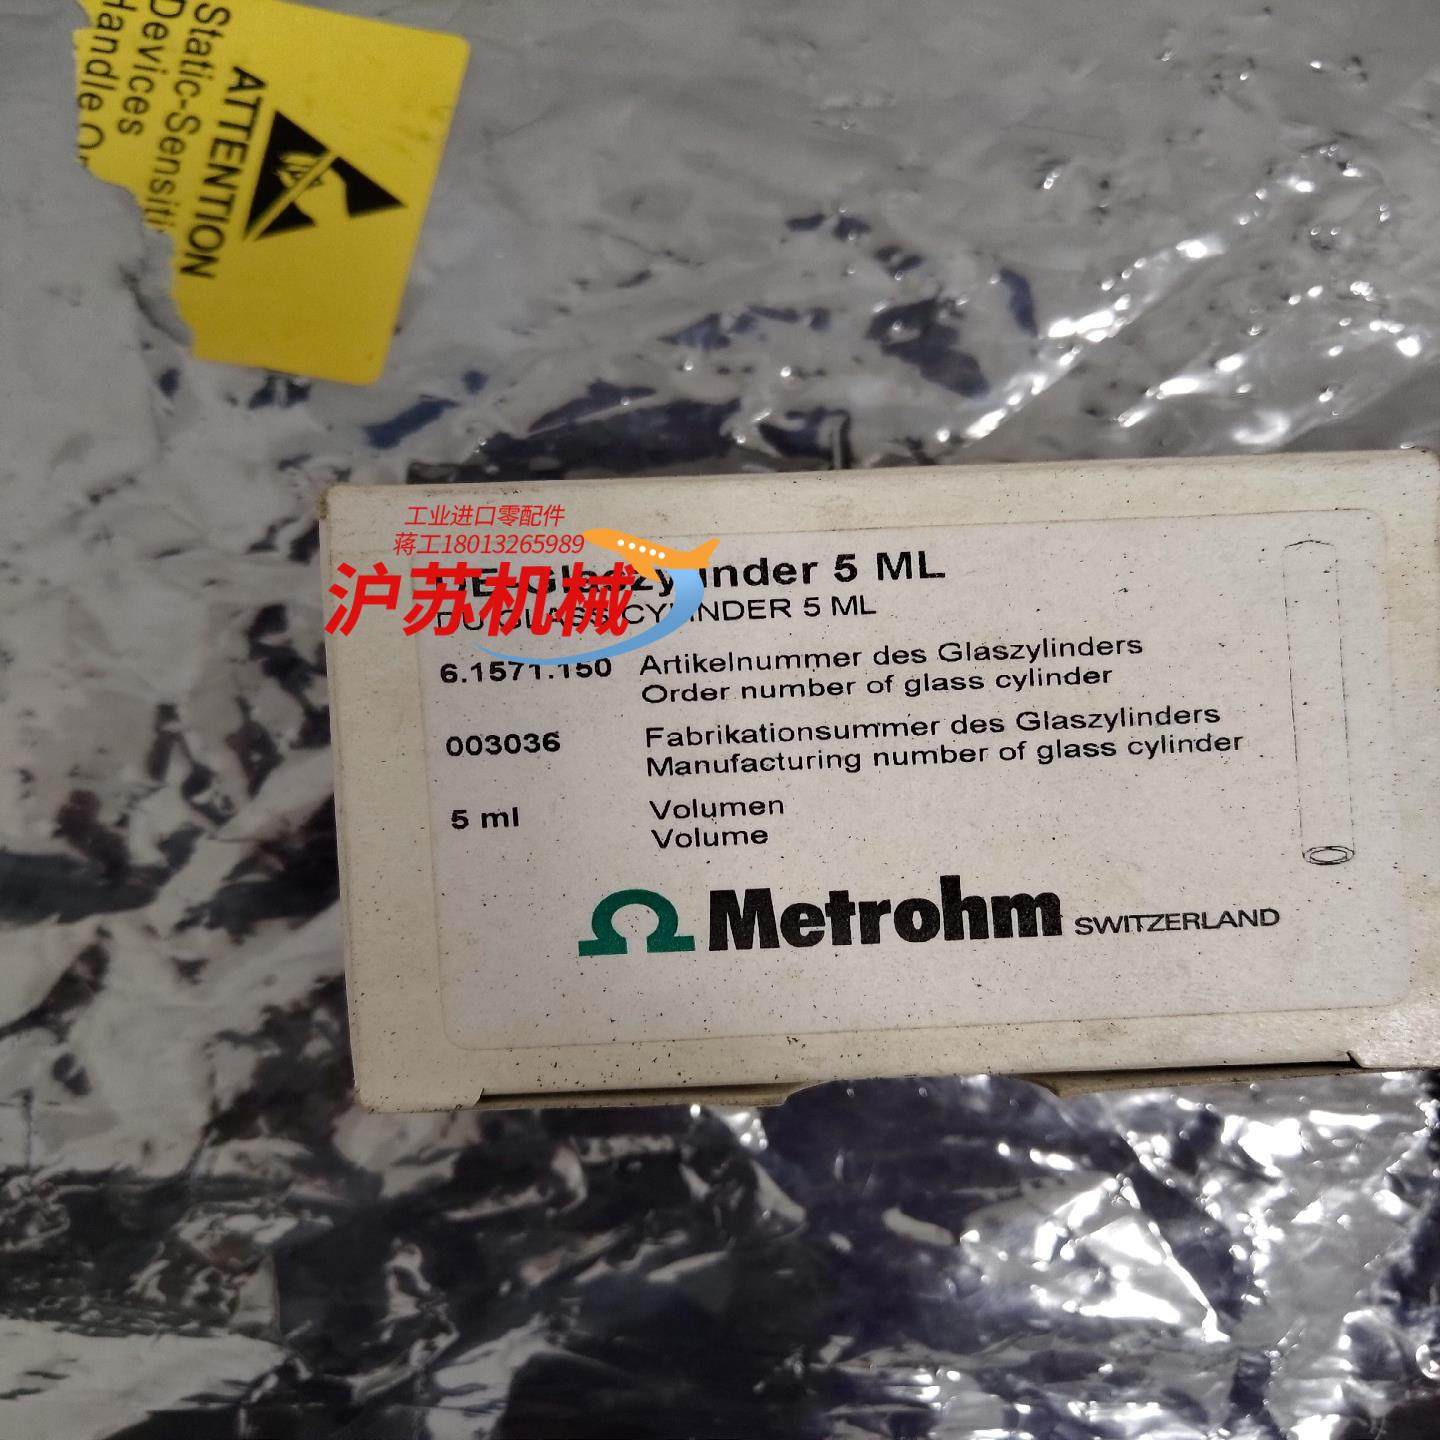 ATTENTION
Static-Sensiti
Devices
Handle O
工业进口零配件
蒋工18013265989
沪苏机械
Glaszylinder 5 ML
GLASS CYLINDER 5 ML
6.1571.150 Artikelnummer des Glaszylinders
Order number of glass cylinder
003036 Fabrikationsummer des Glaszylinders
Manufacturing number of glass cylinder
5 ml Volumen
Volume
Metrohm SWITZERLAND